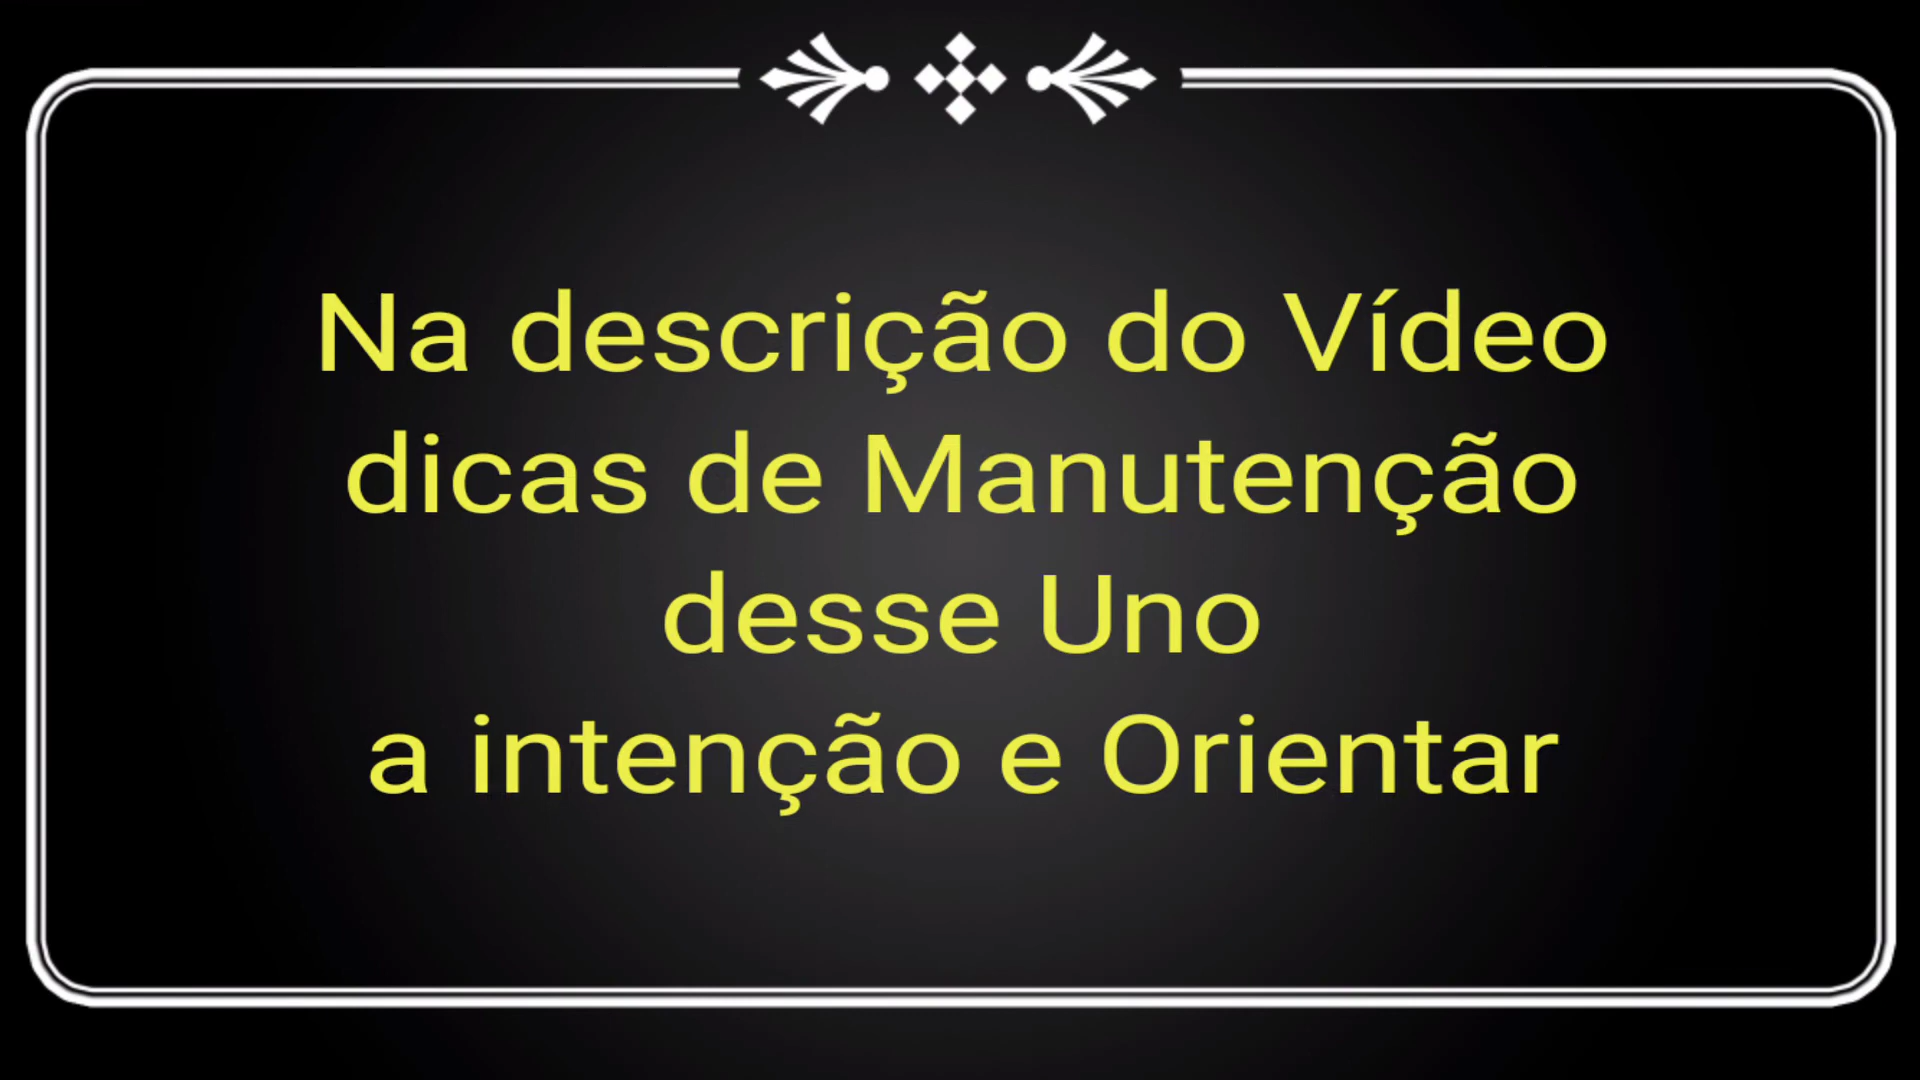 Na descrição do Vídeo
dicas de Manutenção
desse Uno
a intenção e Orientar